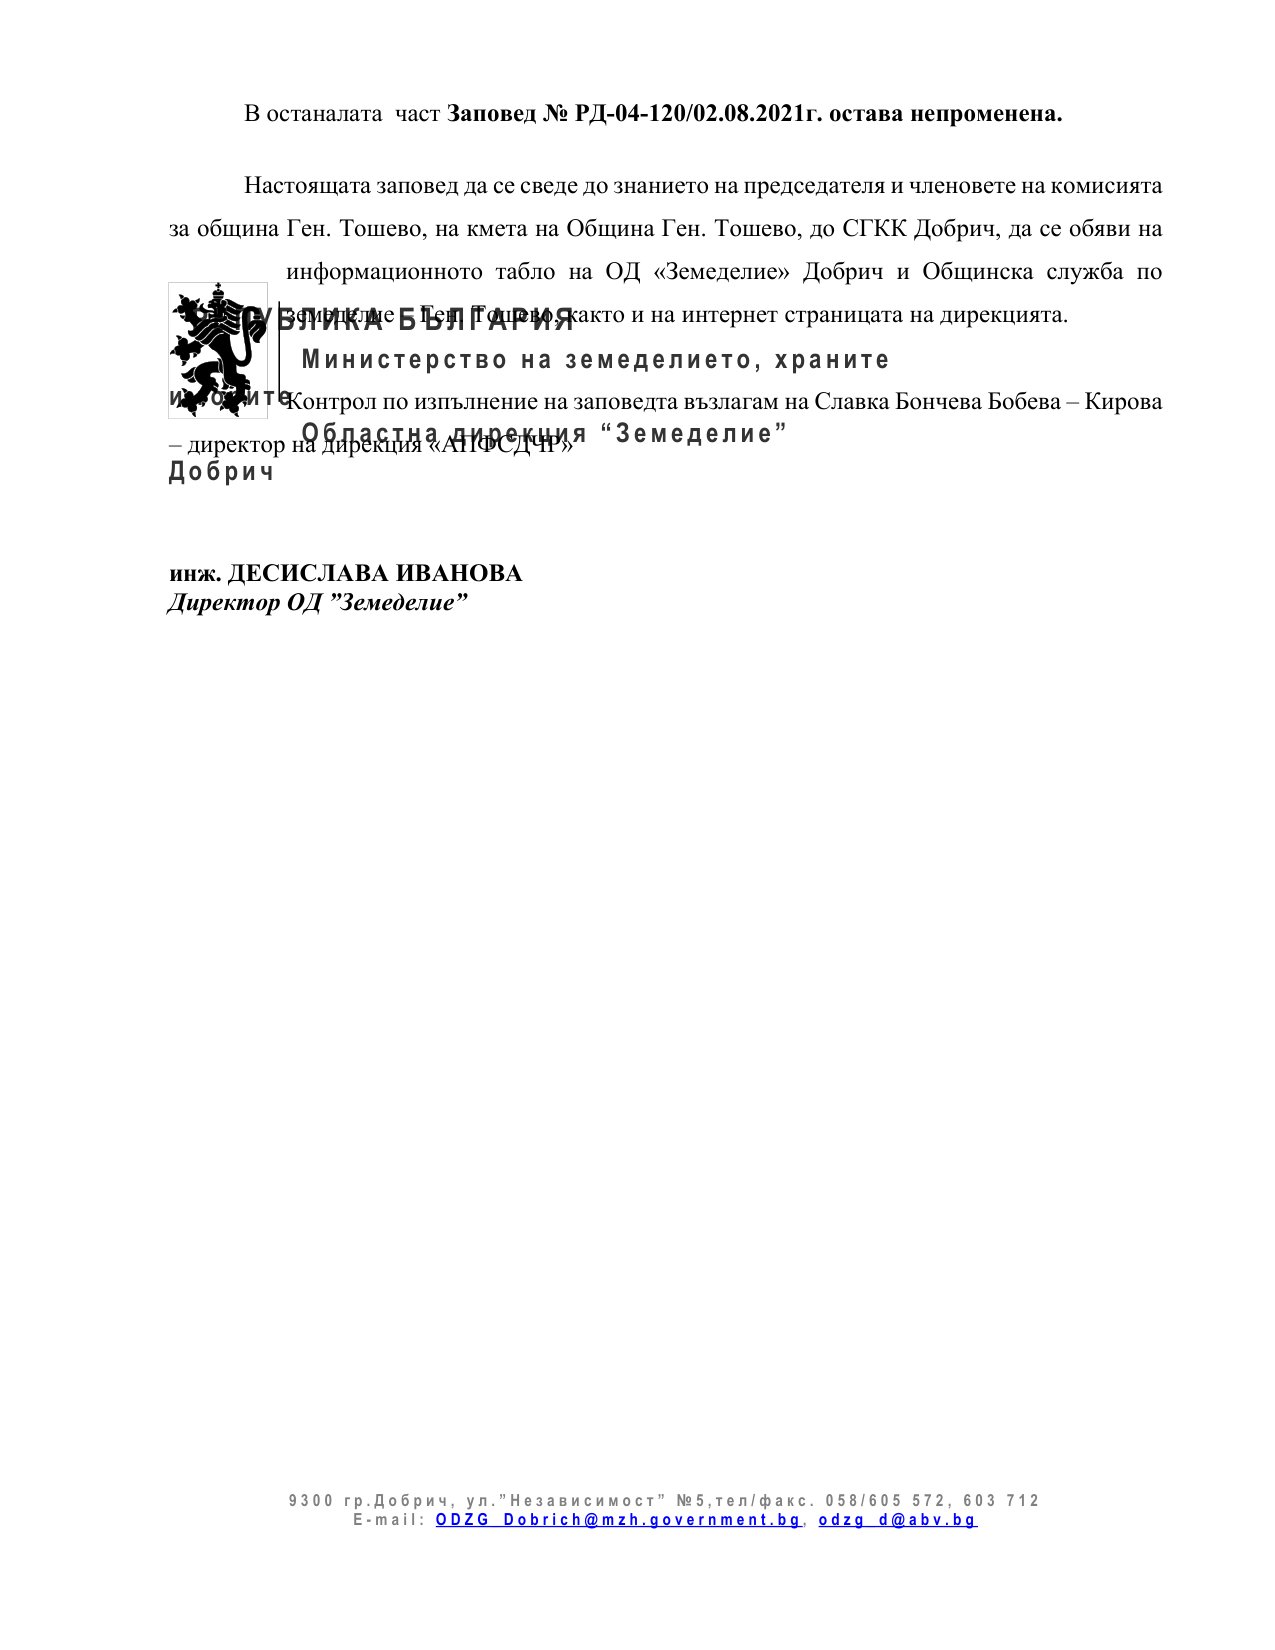 В останалата част Заповед № РД-04-120/02.08.2021г. остава непроменена.
Настоящата заповед да се сведе до знанието на председателя и членовете на комисията
за община Ген. Тошево, на кмета на Община Ген. Тошево, до СГКК Добрич, да се обяви на
информационното табло на ОД «Земеделие» Добрич и Общинска служба по
земеделие – Ген. Тошево, както и на интернет страницата на дирекцията.
БЪЛГАРИЯ
Министерство на земеделието, храните
Контрол по изпълнение на заповедта възлагам на Славка Бончева Бобева – Кирова
– директор на дирекция «АПФСДЧР»
Областна дирекция “Земеделие”
Добрич
инж. ДЕСИСЛАВА ИВАНОВА
Директор ОД ”Земеделие”
9300 гр.Добрич, ул.”Независимост” №5,тел/факс. 058/605 572, 603 712
E-mail: ODZG_Dobrich@mzh.government.bg, odzg_d@abv.bg